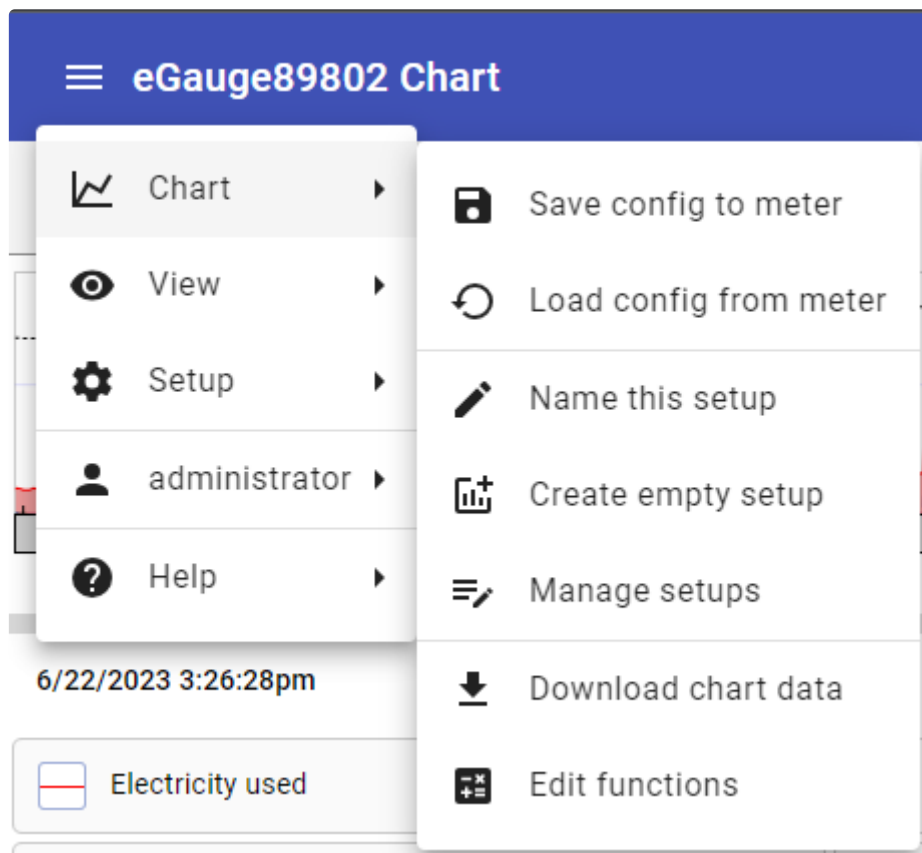 eGauge89802 Chart
Chart
View
Setup
administrator
Help
Save config to meter
Load config from meter
Name this setup
Create empty setup
Manage setups
Download chart data
Edit functions
6/22/2023 3:26:28pm
Electricity used